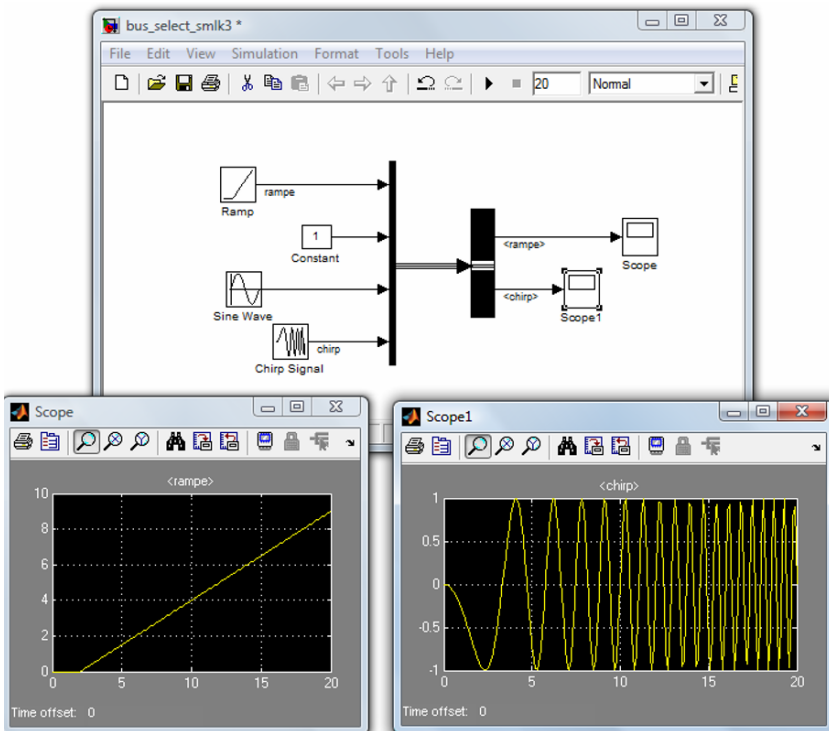 bus_select_smlk3 *
File Edit View Simulation Format Tools Help
20 Normal
rampe
Ramp
1
Constant
Sine Wave
chirp
Chirp Signal
<rampe>
Scope
<chirp>
Scope1
Scope
<rampe>
10
8
6
4
2
0
0 5 10 15 20
Time offset: 0
Scope1
<chirp>
1
0.5
0
-0.5
-1
0 5 10 15 20
Time offset: 0